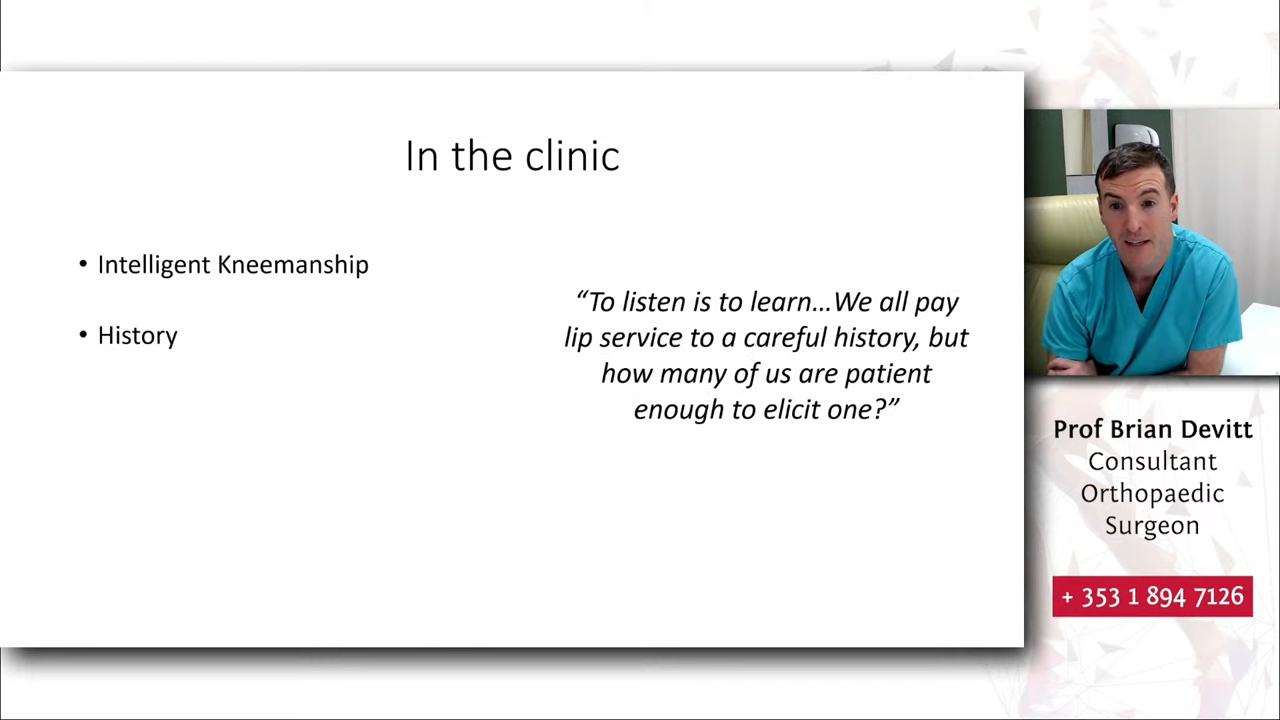 In the clinic
• Intelligent Kneemanship
• History
“To listen is to learn...We all pay
lip service to a careful history, but
how many of us are patient
enough to elicit one?”
Prof Brian Devitt
Consultant
Orthopaedic
Surgeon
+ 353 1 894 7126